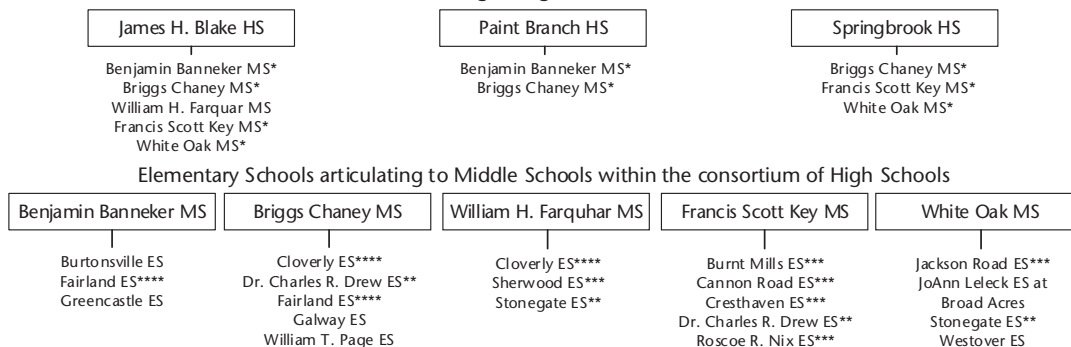 James H. Blake HS
Paint Branch HS
Springbrook HS
Benjamin Banneker MS*
Briggs Chaney MS*
William H. Farquar MS
Francis Scott Key MS*
White Oak MS*
Benjamin Banneker MS*
Briggs Chaney MS*
Briggs Chaney MS*
Francis Scott Key MS*
White Oak MS*
Elementary Schools articulating to Middle Schools within the consortium of High Schools
Benjamin Banneker MS
Briggs Chaney MS
William H. Farquhar MS
Francis Scott Key MS
White Oak MS
Burtonsville ES
Fairland ES****
Greencastle ES
Cloverly ES****
Dr. Charles R. Drew ES**
Fairland ES****
Galway ES
William T. Page ES
Cloverly ES****
Sherwood ES***
Stonegate ES**
Burnt Mills ES***
Cannon Road ES***
Cresthaven ES***
Dr. Charles R. Drew ES**
Roscoe R. Nix ES***
Jackson Road ES***
JoAnn Leleck ES at
Broad Acres
Stonegate ES**
Westover ES